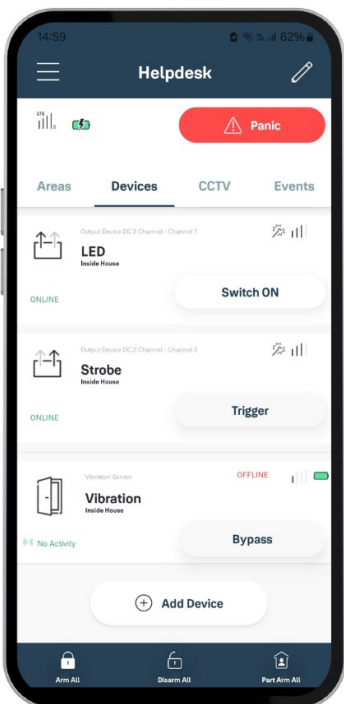 14:59
62%
Helpdesk
LTE
Panic
Areas Devices CCTV Events
Output Device DC 2 Channel - Channel 1
LED
Inside House
ONLINE
Switch ON
Output Device DC 2 Channel - Channel 2
Strobe
Inside House
ONLINE
Trigger
Vibration Sensor
OFFLINE
Vibration
Inside House
No Activity
Bypass
Add Device
Arm All Disarm All Part Arm All